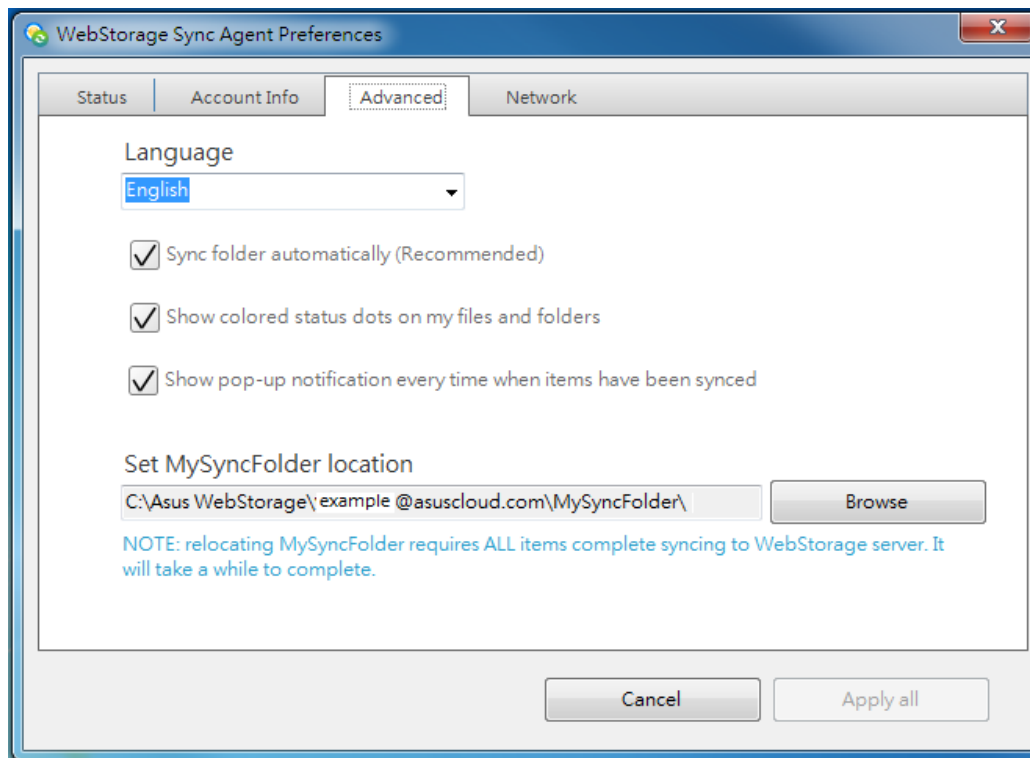 WebStorage Sync Agent Preferences
Status Account Info Advanced Network
Language
English
Sync folder automatically (Recommended)
Show colored status dots on my files and folders
Show pop-up notification every time when items have been synced
Set MySyncFolder location
C:\Asus WebStorage\example@asuscloud.com\MySyncFolder\ Browse
NOTE: relocating MySyncFolder requires ALL items complete syncing to WebStorage server. It
will take a while to complete.
Cancel Apply all